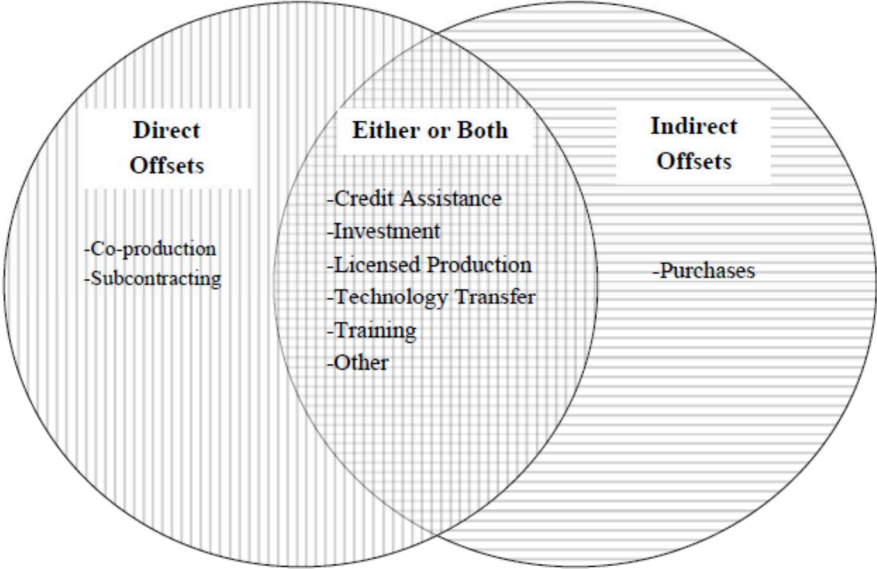 Direct
Offsets
-Co-production
-Subcontracting
Either or Both
-Credit Assistance
-Investment
-Licensed Production
-Technology Transfer
-Training
-Other
Indirect
Offsets
-Purchases